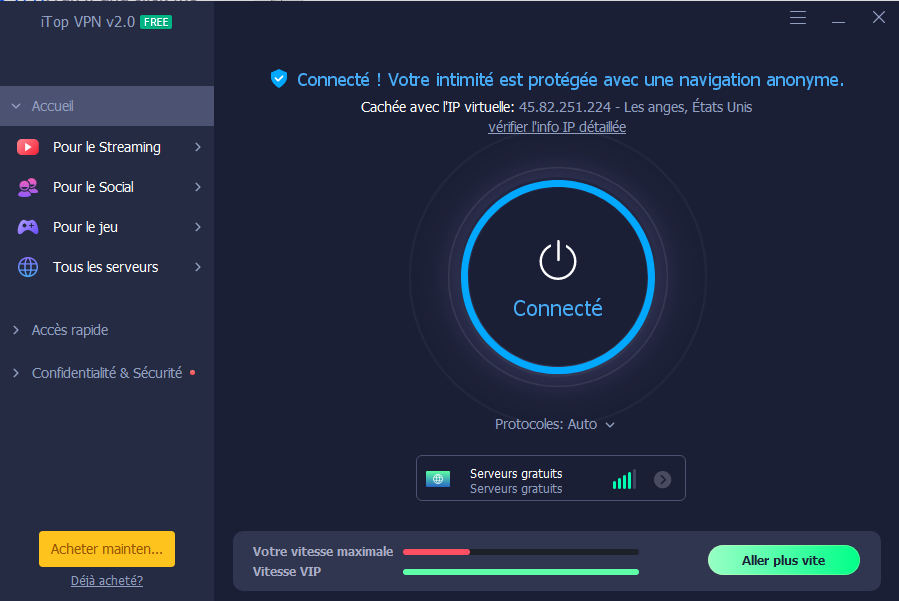 iTop VPN v2.0 FREE
Accueil
Pour le Streaming
Pour le Social
Pour le jeu
Tous les serveurs
Accès rapide
Confidentialité & Sécurité
Acheter mainten...
Déjà acheté?
Connecté ! Votre intimité est protégée avec une navigation anonyme.
Cachée avec l'IP virtuelle: 45.82.251.224 - Les anges, États Unis
vérifier l'info IP détaillée
Connecté
Protocoles: Auto
Serveurs gratuits
Serveurs gratuits
Votre vitesse maximale
Vitesse VIP
Aller plus vite